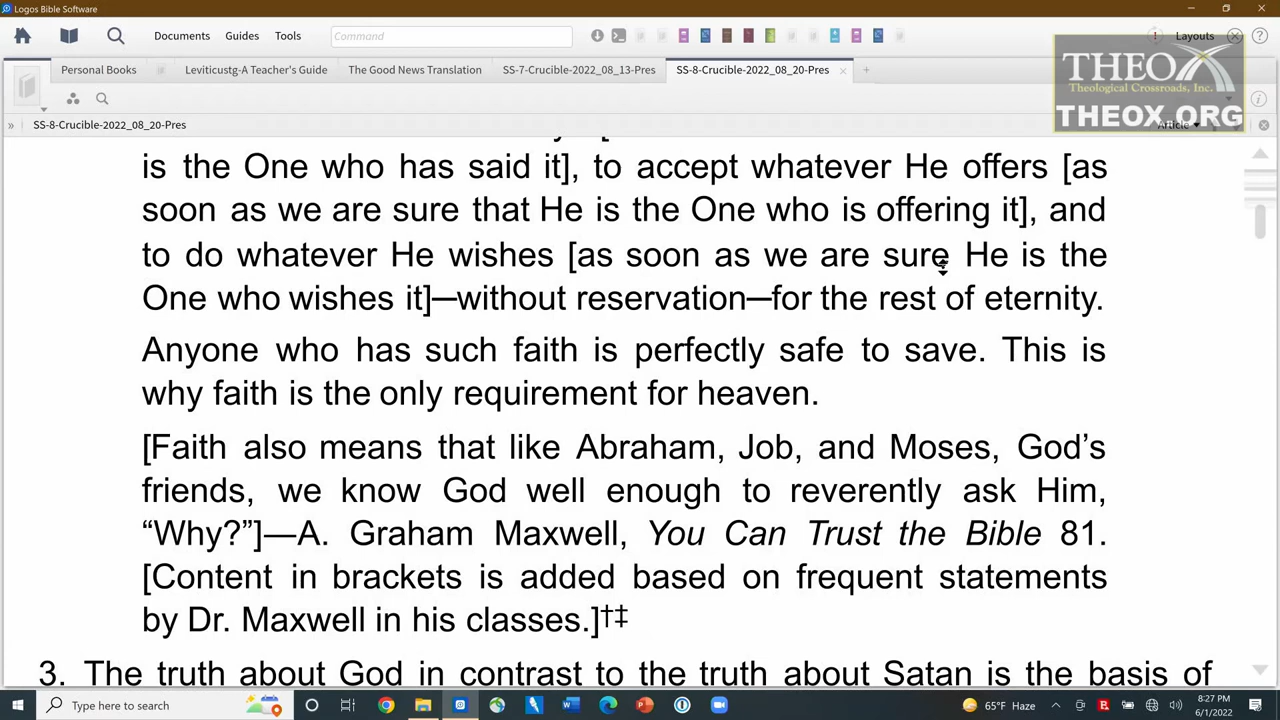 Logos Bible Software
Documents Guides Tools Command Layouts
THEOX
Theological Crossroads, Inc.
THEOX.ORG
Personal Books Leviticustg-A Teacher's Guide The Good News Translation SS-7-Crucible-2022_08_13-Pres SS-8-Crucible-2022_08_20-Pres
SS-8-Crucible-2022_08_20-Pres Article
is the One who has said it], to accept whatever He offers [as
soon as we are sure that He is the One who is offering it], and
to do whatever He wishes [as soon as we are sure He is the
One who wishes it]—without reservation—for the rest of eternity.
Anyone who has such faith is perfectly safe to save. This is
why faith is the only requirement for heaven.
[Faith also means that like Abraham, Job, and Moses, God's
friends, we know God well enough to reverently ask Him,
“Why?”]—A. Graham Maxwell, You Can Trust the Bible 81.
[Content in brackets is added based on frequent statements
by Dr. Maxwell in his classes.]†‡
3. The truth about God in contrast to the truth about Satan is the basis of
Type here to search
65°F Haze
8:27 PM
6/1/2022